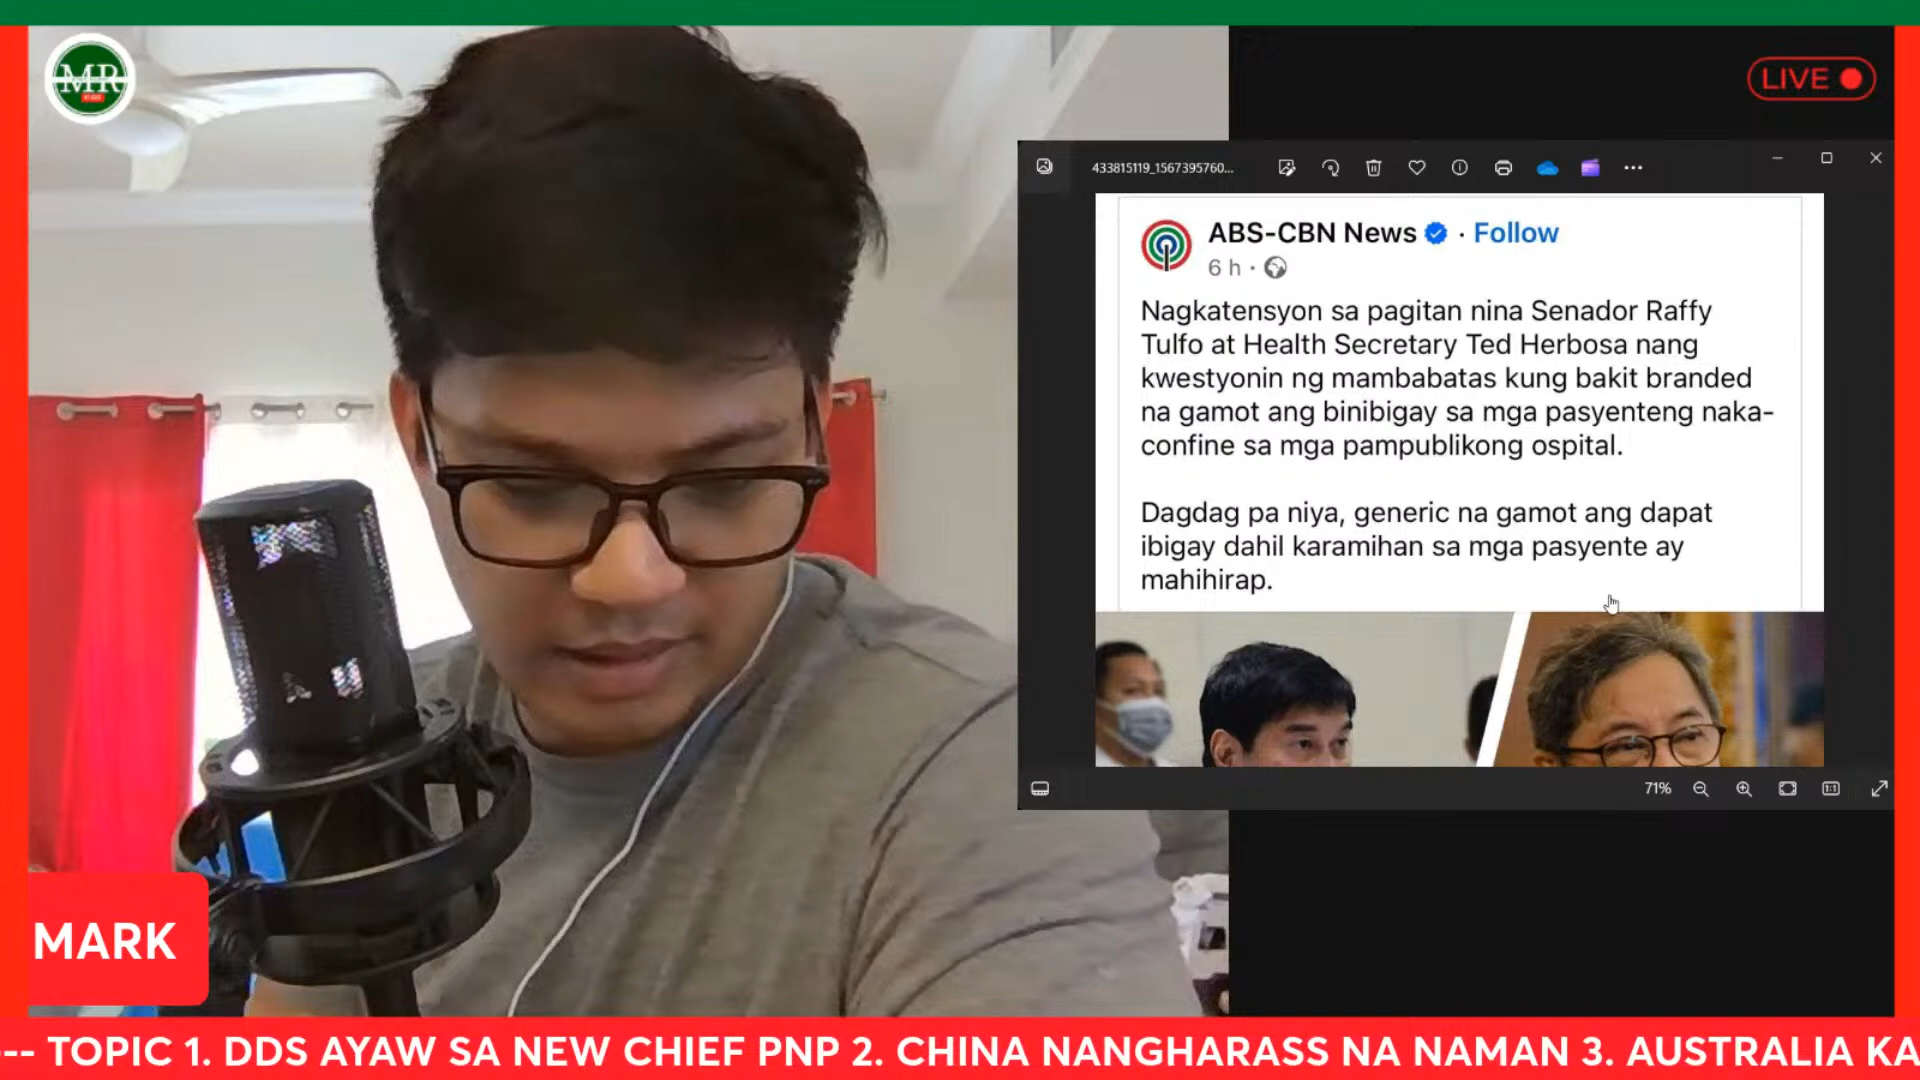 MR
LIVE
433815119_1567395760...
ABS-CBN News · Follow
6 h ·
Nagkatensyon sa pagitan nina Senador Raffy
Tulfo at Health Secretary Ted Herbosa nang
kwestyonin ng mambabatas kung bakit branded
na gamot ang binibigay sa mga pasyenteng naka-
confine sa mga pampublikong ospital.
Dagdag pa niya, generic na gamot ang dapat
ibigay dahil karamihan sa mga pasyente ay
mahihirap.
71%
1:1
MARK
-- TOPIC 1. DDS AYAW SA NEW CHIEF PNP 2. CHINA NANGHARASS NA NAMAN 3. AUSTRALIA KA